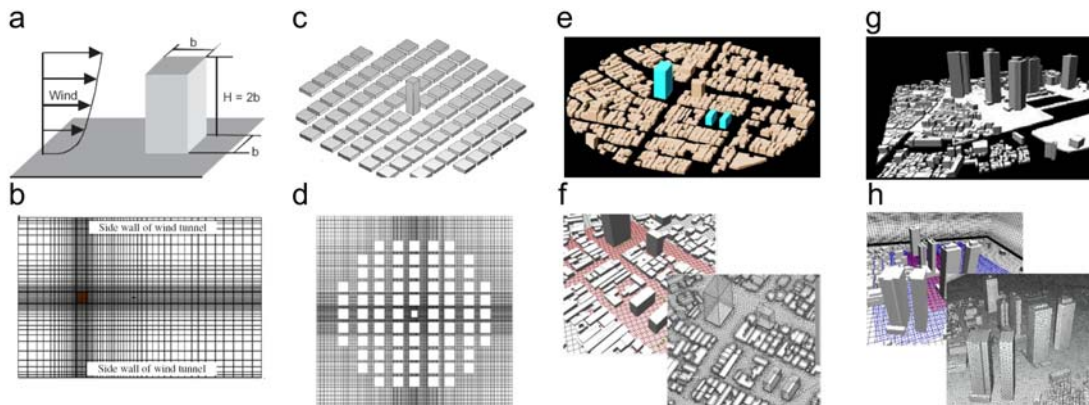 a
c
e
g
b
Wind
H = 2b
b
b
d
f
h
Side wall of wind tunnel
Side wall of wind tunnel